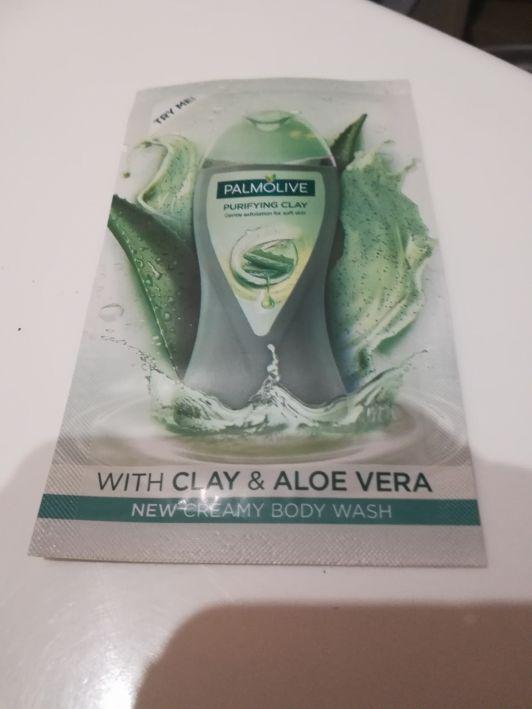 TRY ME!
PALMOLIVE
PURIFYING CLAY
Gentle exfoliation for soft skin
WITH CLAY & ALOE VERA
NEW CREAMY BODY WASH